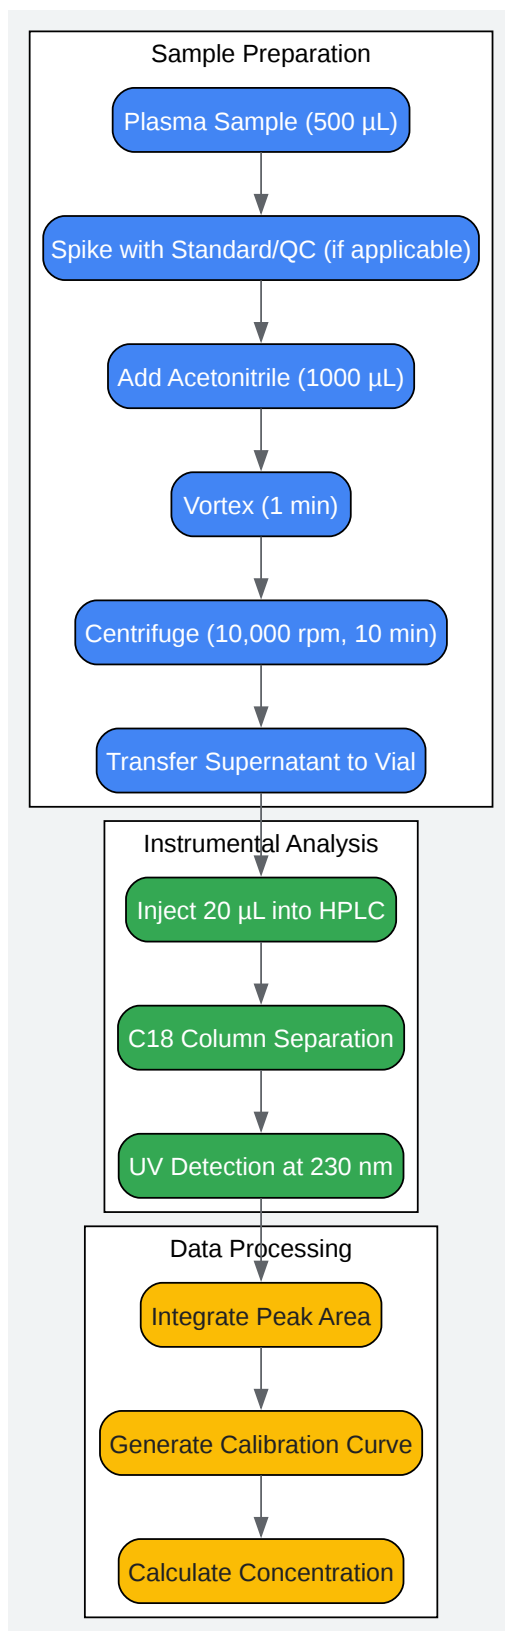 Sample Preparation
Plasma Sample (500 µL)
Spike with Standard/QC (if applicable)
Add Acetonitrile (1000 µL)
Vortex (1 min)
Centrifuge (10,000 rpm, 10 min)
Transfer Supernatant to Vial
Instrumental Analysis
Inject 20 µL into HPLC
C18 Column Separation
UV Detection at 230 nm
Data Processing
Integrate Peak Area
Generate Calibration Curve
Calculate Concentration